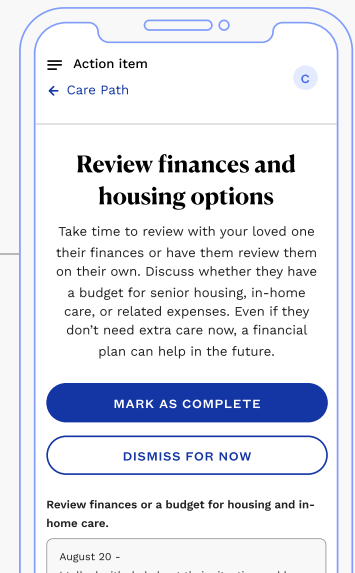 Action item
C
← Care Path
Review finances and
housing options
Take time to review with your loved one
their finances or have them review them
on their own. Discuss whether they have
a budget for senior housing, in-home
care, or related expenses. Even if they
don’t need extra care now, a financial
plan can help in the future.
MARK AS COMPLETE
DISMISS FOR NOW
Review finances or a budget for housing and in-
home care.
August 20 -